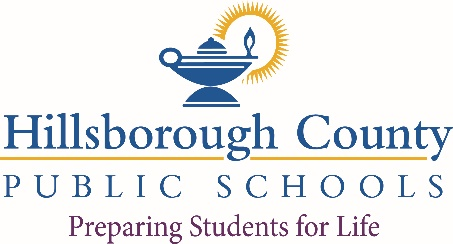 Hillsborough County
PUBLIC SCHOOLS
Preparing Students for Life